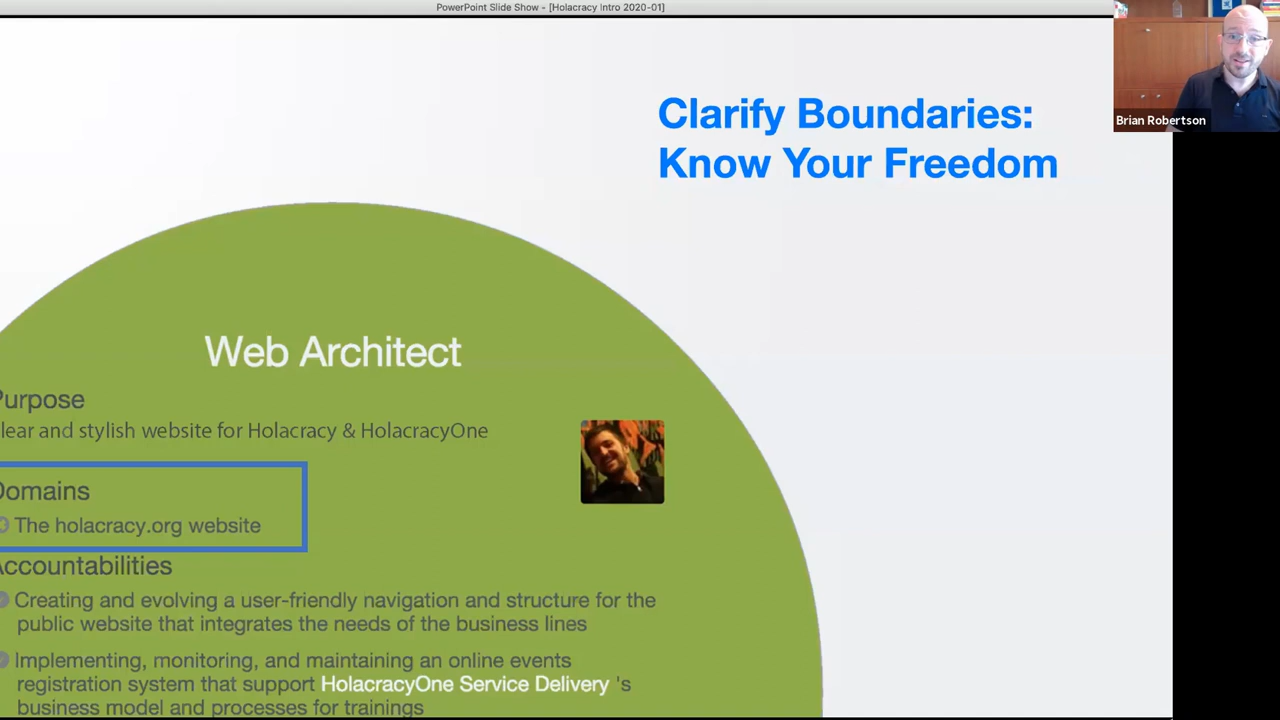 PowerPoint Slide Show - [Holacracy Intro 2020-01]
Clarify Boundaries:
Know Your Freedom
Brian Robertson
Web Architect
Purpose
lear and stylish website for Holacracy & HolacracyOne
Domains
The holacracy.org website
Accountabilities
Creating and evolving a user-friendly navigation and structure for the
public website that integrates the needs of the business lines
Implementing, monitoring, and maintaining an online events
registration system that support HolacracyOne Service Delivery 's
business model and processes for trainings